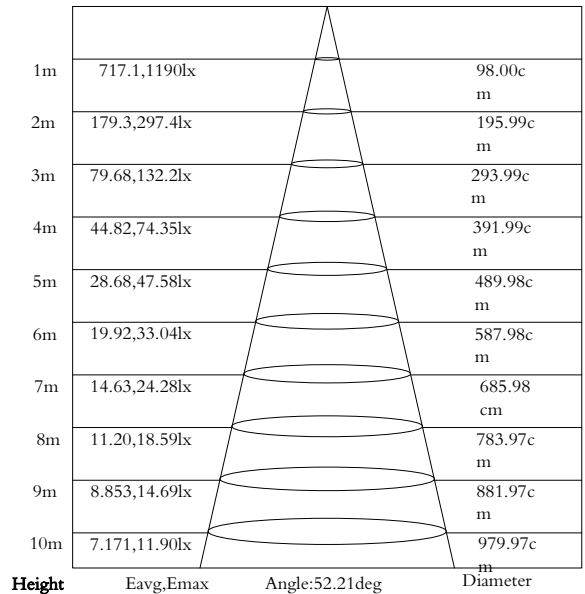 1m 717.1,1190lx 98.00c
m
2m 179.3,297.4lx 195.99c
m
3m 79.68,132.2lx 293.99c
m
4m 44.82,74.35lx 391.99c
m
5m 28.68,47.58lx 489.98c
m
6m 19.92,33.04lx 587.98c
m
7m 14.63,24.28lx 685.98
cm
8m 11.20,18.59lx 783.97c
m
9m 8.853,14.69lx 881.97c
m
10m 7.171,11.90lx 979.97c
m
Height Eavg,Emax Angle:52.21deg Diameter